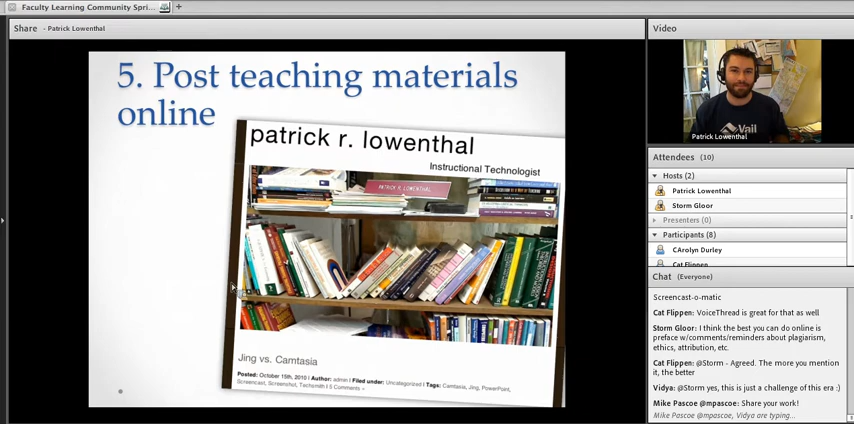 Faculty Learning Community Spri...
Share - Patrick Lowenthal
5. Post teaching materials
online
patrick r. lowenthal
Instructional Technologist
PATRICK R. LOWENTHAL
Jing vs. Camtasia
Posted: October 15th, 2010 | Author: admin | Filed under: Uncategorized | Tags: Camtasia, Jing, PowerPoint,
Screencast, Screenshot, Techsmith | 5 Comments »
Video
Vail
Patrick Lowenthal
Attendees (10)
Hosts (2)
Patrick Lowenthal
Storm Gloor
Presenters (0)
Participants (8)
CArolyn Durley
Cat Flippen
Chat (Everyone)
Screencast-o-matic
Cat Flippen: VoiceThread is great for that as well
Storm Gloor: I think the best you can do online is
preface w/comments/reminders about plagiarism,
ethics, attribution, etc.
Cat Flippen: @Storm - Agreed. The more you mention
it, the better
Vidya: @Storm yes, this is just a challenge of this era :)
Mike Pascoe @mpascoe: Share your work!
Mike Pascoe @mpascoe, Vidya are typing...